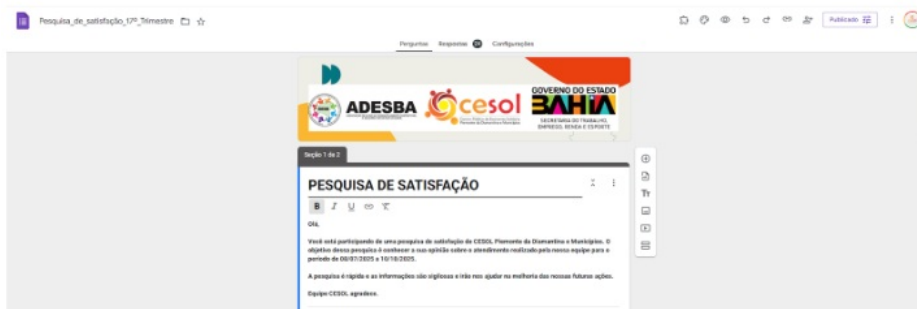 Pesquisa_de_satisfação_17º_Trimestre
Publicado
Perguntas Respostas Configurações
ADESBA
cesol
GOVERNO DO ESTADO
BAHIA
SECRETARIA DO TRABALHO,
EMPREGO, RENDA E ESPORTE
Seção 1 de 2
PESQUISA DE SATISFAÇÃO
B I U
Olá,
Você está participando de uma pesquisa de satisfação do CESOL Piemonte da Diamantina e Municípios. O
objetivo dessa pesquisa é conhecer a sua opinião sobre o atendimento realizado pela nossa equipe para o
período de 08/07/2025 a 10/10/2025.
A pesquisa é rápida e as informações são sigilosas e irão nos ajudar na melhoria das nossas futuras ações.
Equipe CESOL agradece.